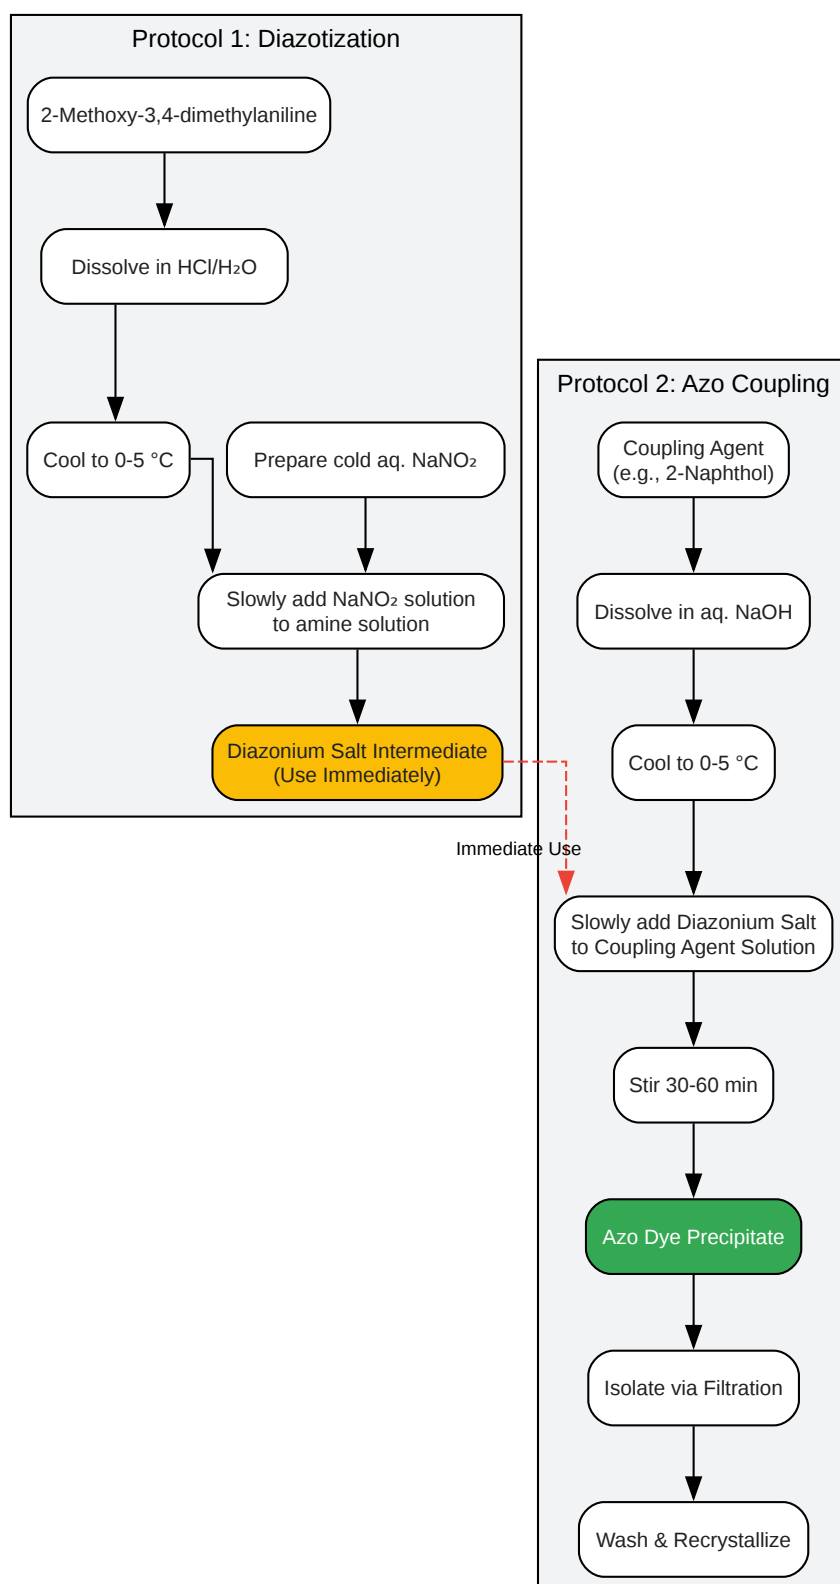 Protocol 1: Diazotization
2-Methoxy-3,4-dimethylaniline
Dissolve in HCl/H₂O
Cool to 0-5 °C
Prepare cold aq. NaNO₂
Slowly add NaNO₂ solution
to amine solution
Diazonium Salt Intermediate
(Use Immediately)
Immediate Use
Protocol 2: Azo Coupling
Coupling Agent
(e.g., 2-Naphthol)
Dissolve in aq. NaOH
Cool to 0-5 °C
Slowly add Diazonium Salt
to Coupling Agent Solution
Stir 30-60 min
Azo Dye Precipitate
Isolate via Filtration
Wash & Recrystallize